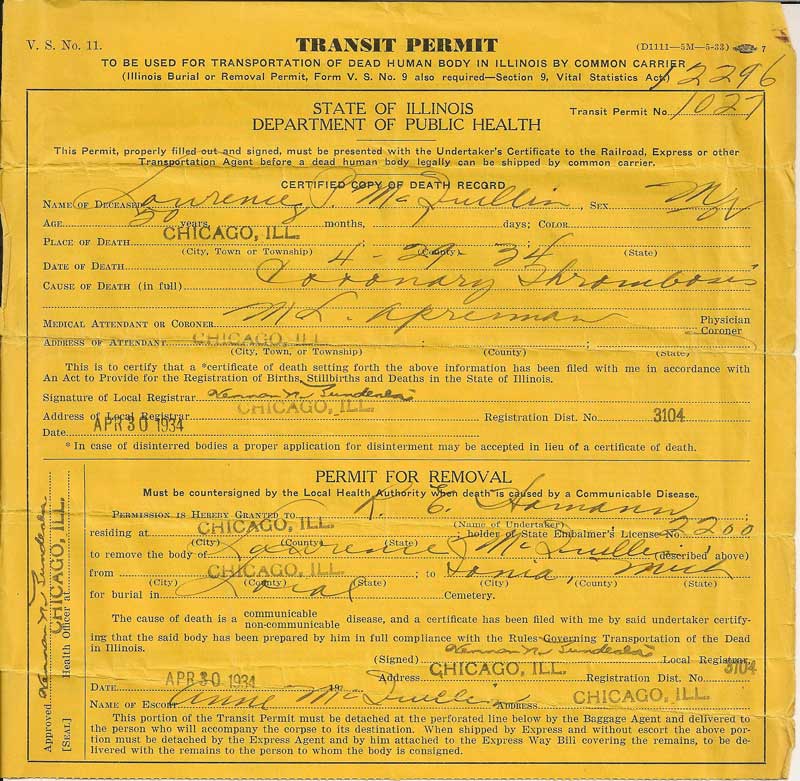 V. S. No. 11. TRANSIT PERMIT (D1111—5M—5-33) 7
TO BE USED FOR TRANSPORTATION OF DEAD HUMAN BODY IN ILLINOIS BY COMMON CARRIER
(Illinois Burial or Removal Permit, Form V. S. No. 9 also required—Section 9, Vital Statistics Act) 12296
STATE OF ILLINOIS Transit Permit No. 1027
DEPARTMENT OF PUBLIC HEALTH
This Permit, properly filled out and signed, must be presented with the Undertaker's Certificate to the Railroad, Express or other
Transportation Agent before a dead human body legally can be shipped by common carrier.
CERTIFIED COPY OF DEATH RECORD
NAME OF DECEASED Lawrence P. McQuillin, SEX
AGE 50 years, months, days; COLOR
PLACE OF DEATH CHICAGO, ILL.
(City, Town or Township) (County) (State)
DATE OF DEATH 4 - 29 - 34
CAUSE OF DEATH (in full) Coronary Thrombosis
MEDICAL ATTENDANT OR CORONER M. L. Physician
Coroner
ADDRESS OF ATTENDANT CHICAGO, ILL.
(City, Town, or Township) (County) (State)
This is to certify that a *certificate of death setting forth the above information has been filed with me in accordance with
An Act to Provide for the Registration of Births, Stillbirths and Deaths in the State of Illinois.
Signature of Local Registrar Herman N. Bundesen
Address of Local Registrar CHICAGO, ILL. Registration Dist. No. 3104
Date APR 30 1934
* In case of disinterred bodies a proper application for disinterment may be accepted in lieu of a certificate of death.
PERMIT FOR REMOVAL
Must be countersigned by the Local Health Authority when death is caused by a Communicable Disease.
PERMISSION IS HEREBY GRANTED TO R. E. Hamann
(Name of Undertaker)
residing at CHICAGO, ILL., holder of State Embalmer's License No. 2200
(City) (County) (State)
to remove the body of Lawrence P McQuillin (described above)
from CHICAGO, ILL.; to Ionia, Mich
(City) (County) (State) (City) (County) (State)
for burial in Cemetery.
The cause of death is a communicable
non-communicable disease, and a certificate has been filed with me by said undertaker certify-
ing that the said body has been prepared by him in full compliance with the Rules Governing Transportation of the Dead
in Illinois.
(Signed) Herman N. Bundesen Local Registrar
Address CHICAGO, ILL. Registration Dist. No. 3104
DATE APR 30 1934 19
NAME OF ESCORT Anne McQuillin ADDRESS CHICAGO, ILL.
This portion of the Transit Permit must be detached at the perforated line below by the Baggage Agent and delivered to
the person who will accompany the corpse to its destination. When shipped by Express and without escort the above por-
tion must be detached by the Express Agent and by him attached to the Express Way Bill covering the remains, to be de-
livered with the remains to the person to whom the body is consigned.
Approved Herman N. Bundesen
CHICAGO, ILL.
[SEAL] Health Officer at